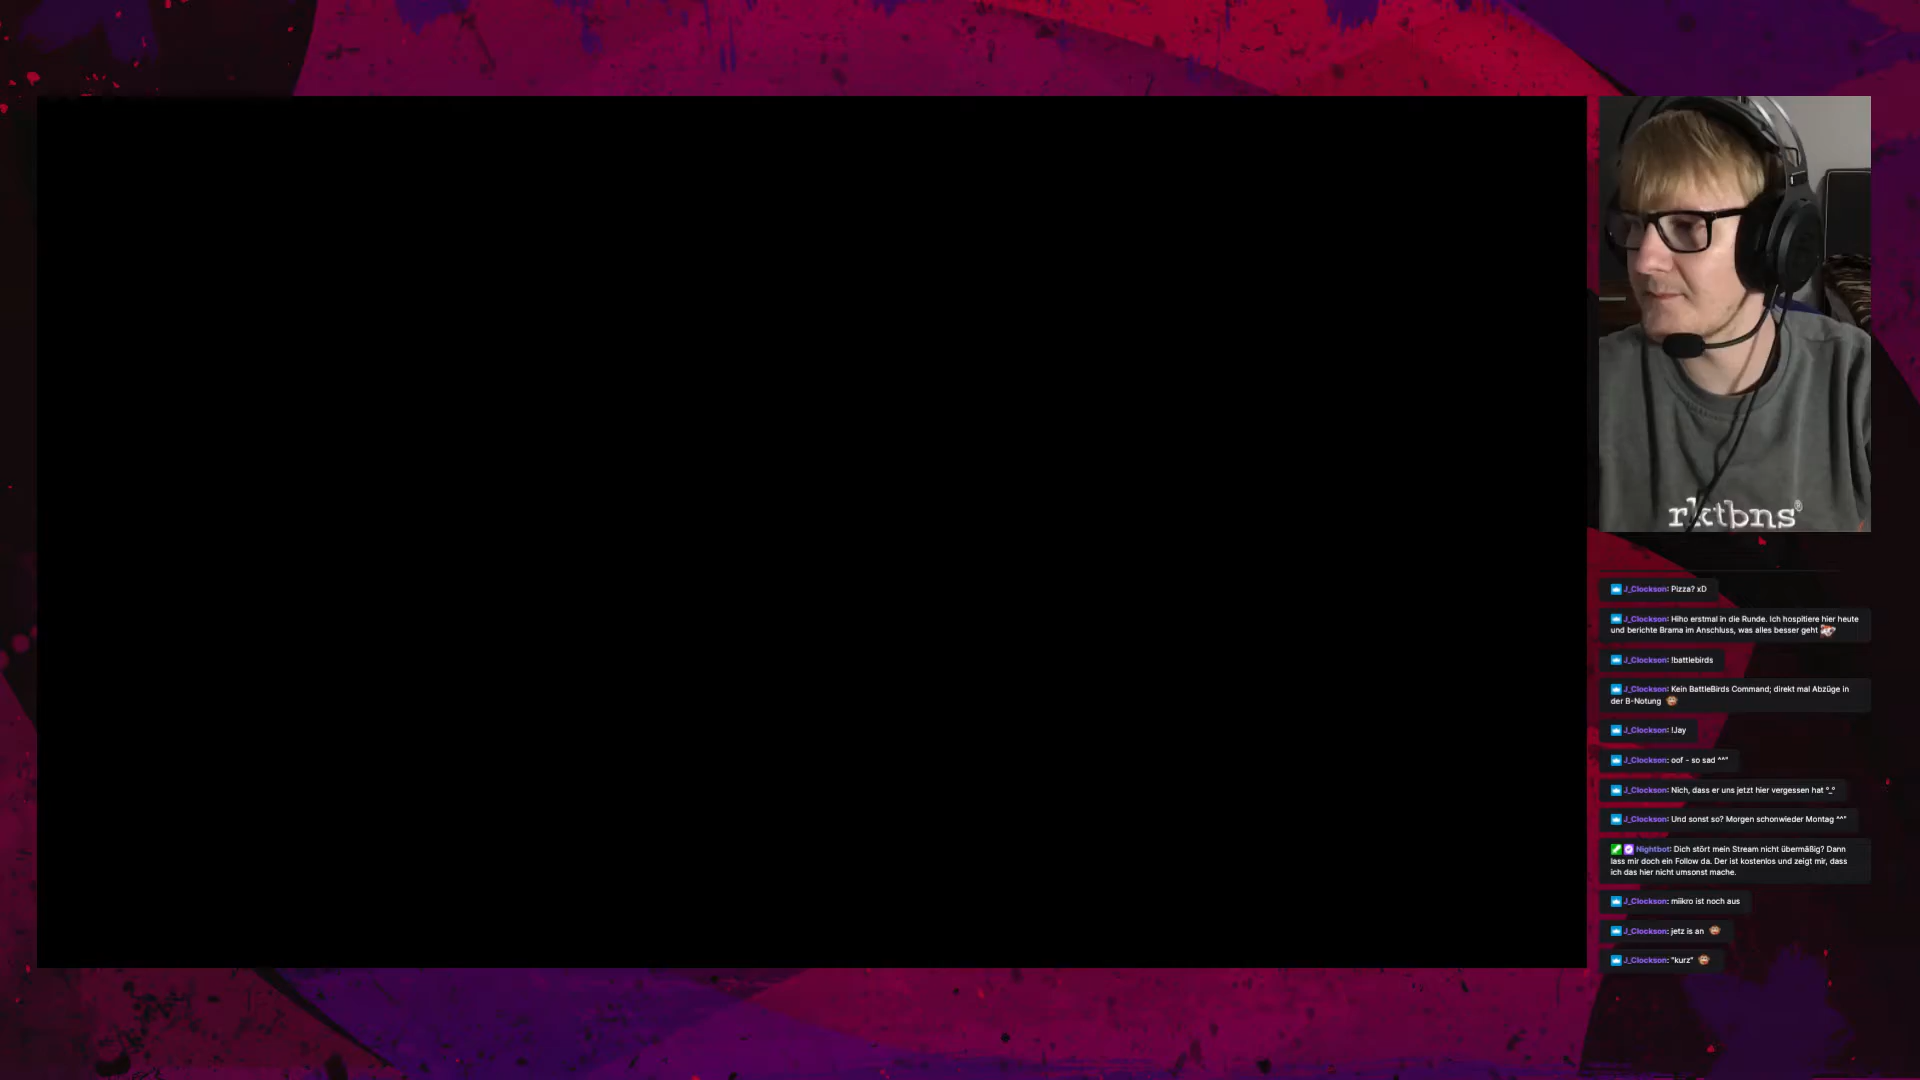 rktbns®
J_Clockson: Pizza? xD
J_Clockson: Hiho erstmal in die Runde. Ich hospitiere hier heute
und berichte Brama im Anschluss, was alles besser geht
J_Clockson: !battlebirds
J_Clockson: Kein BattleBirds Command; direkt mal Abzüge in
der B-Notung
J_Clockson: !Jay
J_Clockson: oof - so sad ^^"
J_Clockson: Nich, dass er uns jetzt hier vergessen hat °_°
J_Clockson: Und sonst so? Morgen schonwieder Montag ^^"
Nightbot: Dich stört mein Stream nicht übermäßig? Dann
lass mir doch ein Follow da. Der ist kostenlos und zeigt mir, dass
ich das hier nicht umsonst mache.
J_Clockson: miikro ist noch aus
J_Clockson: jetz is an
J_Clockson: "kurz"